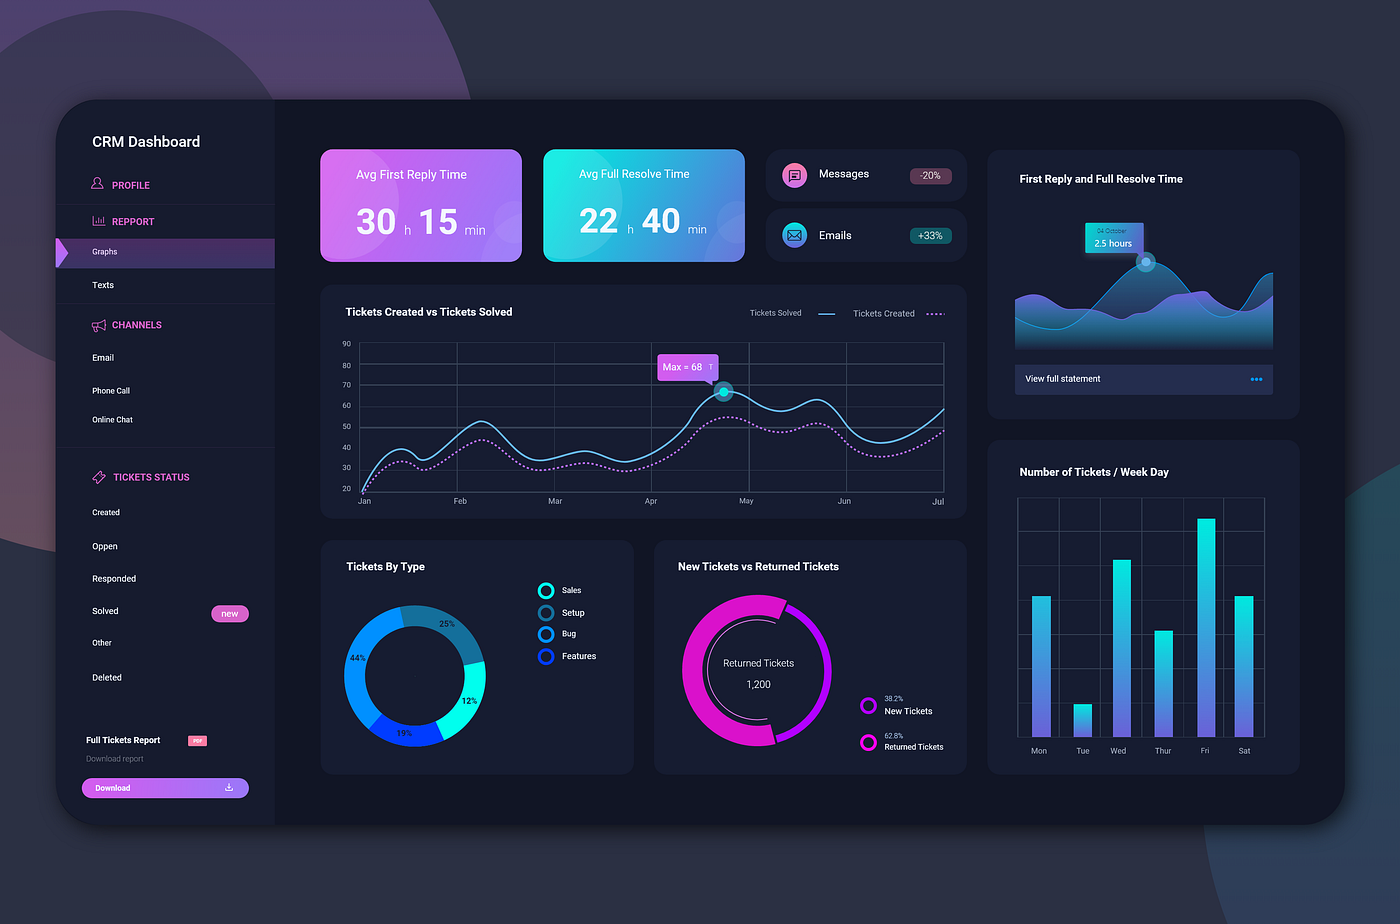 CRM Dashboard
PROFILE
REPPORT
Graphs
Texts
CHANNELS
Email
Phone Call
Online Chat
TICKETS STATUS
Created
Oppen
Responded
Solved new
Other
Deleted
Full Tickets Report PDF
Download report
Download
Avg First Reply Time
30 h 15 min
Avg Full Resolve Time
22 h 40 min
Messages -20%
Emails +33%
Tickets Created vs Tickets Solved
Tickets Solved Tickets Created
90
80
70
60
50
40
30
20
Max = 68 T
Jan Feb Mar Apr May Jun Jul
Tickets By Type
25%
44%
12%
19%
Sales
Setup
Bug
Features
New Tickets vs Returned Tickets
Returned Tickets
1,200
38.2%
New Tickets
62.8%
Returned Tickets
First Reply and Full Resolve Time
04 October
2.5 hours
View full statement
Number of Tickets / Week Day
Mon Tue Wed Thur Fri Sat